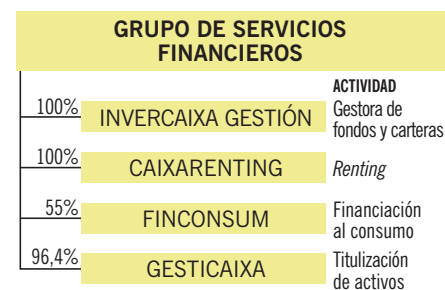 GRUPO DE SERVICIOS
FINANCIEROS
ACTIVIDAD
100%
INVERCAIXA GESTIÓN
Gestora de
fondos y carteras
100%
CAIXARENTING
Renting
55%
FINCONSUM
Financiación
al consumo
96,4%
GESTICAIXA
Titulización
de activos